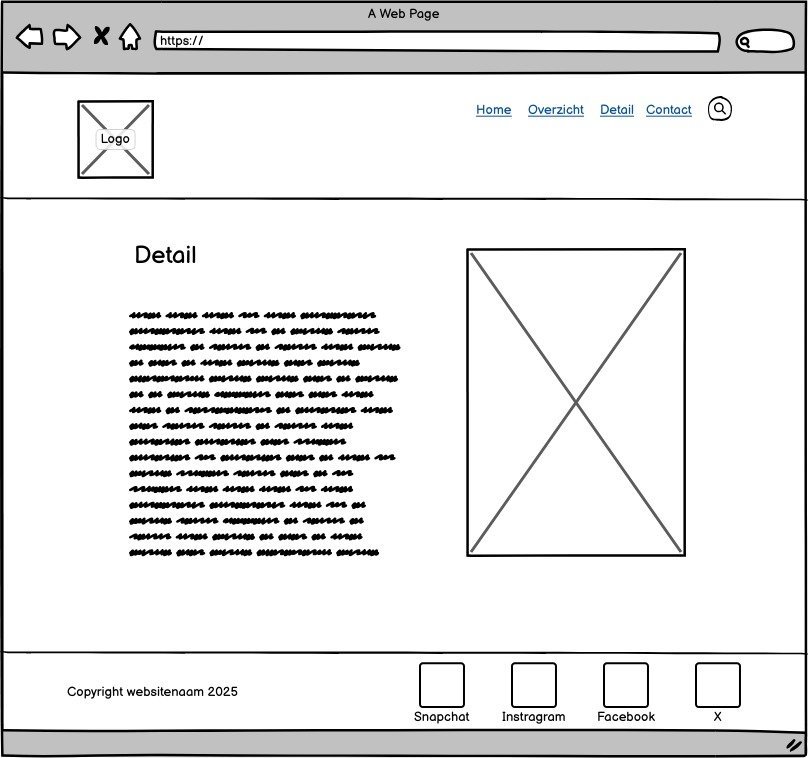 A Web Page
https://
Logo
Home Overzicht Detail Contact
Detail
Copyright websitenaam 2025
Snapchat Instragram Facebook X